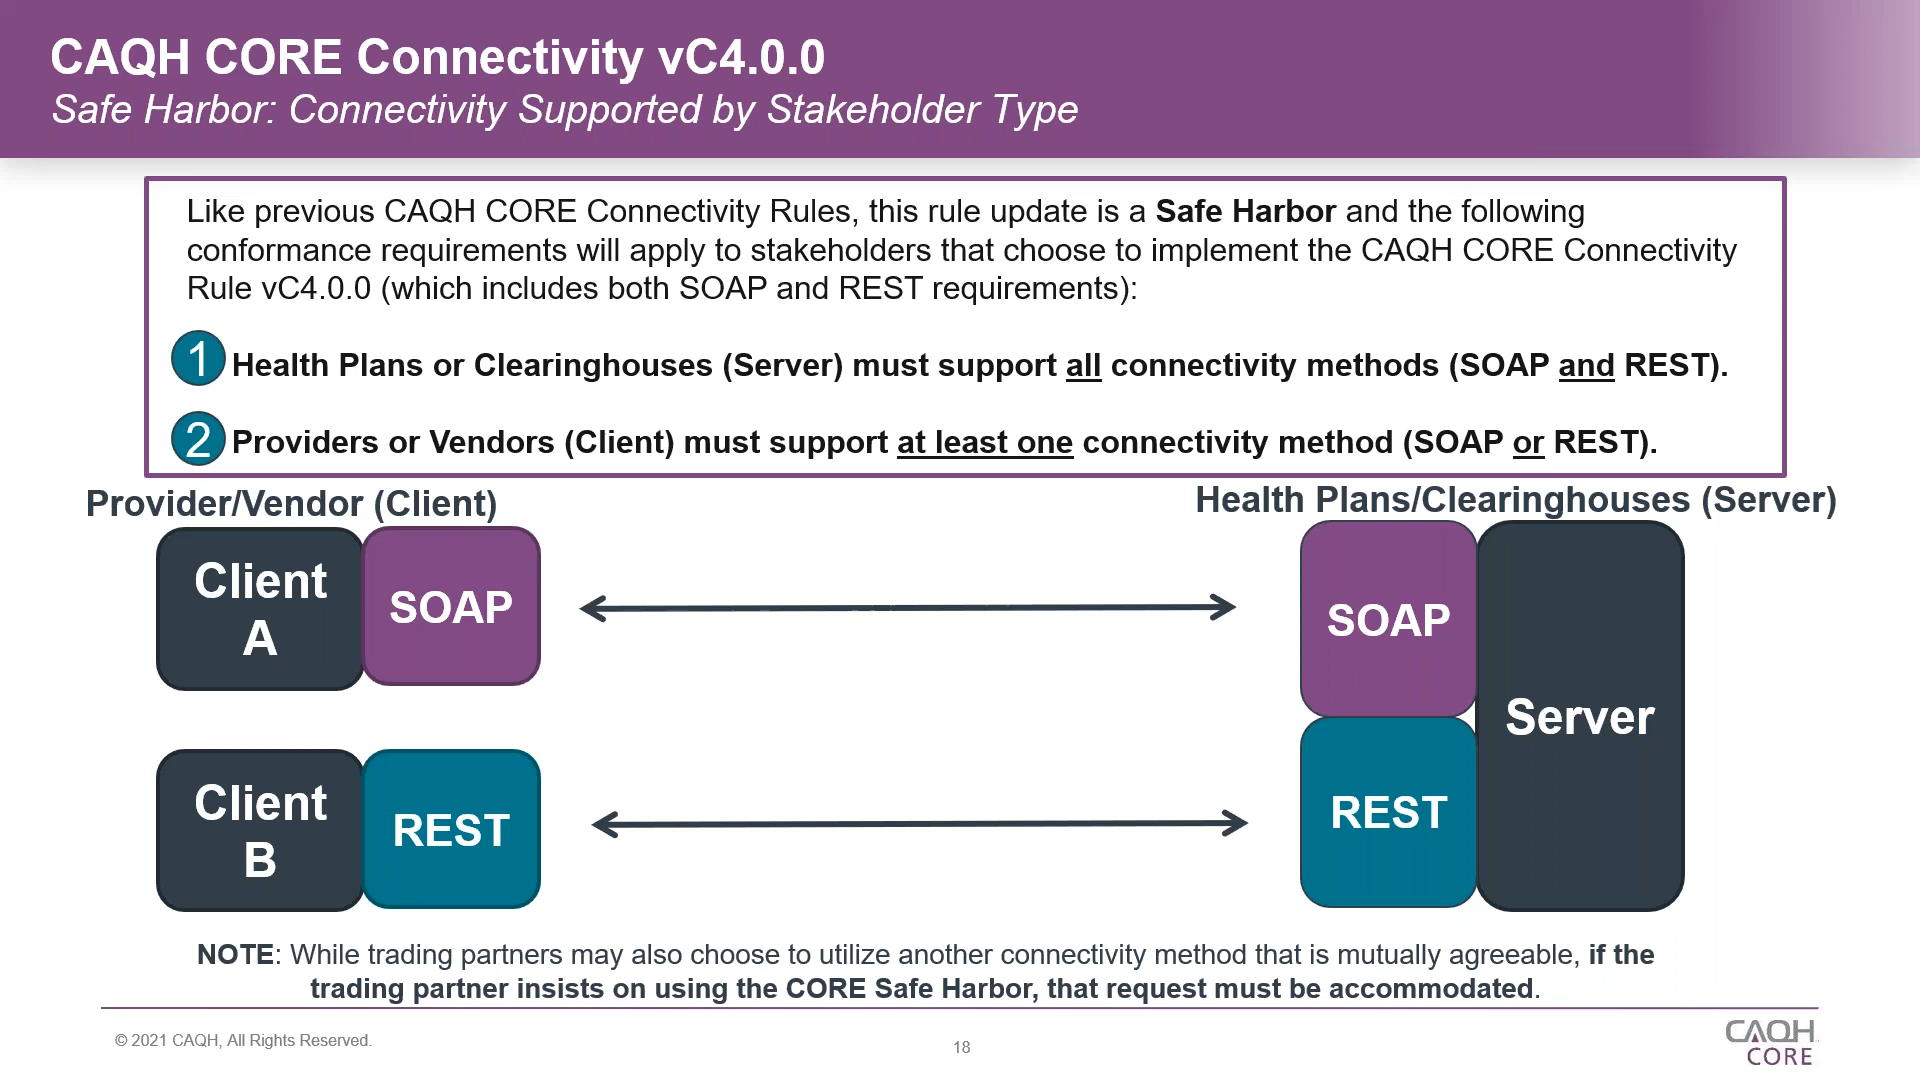 CAQH CORE Connectivity vC4.0.0
Safe Harbor: Connectivity Supported by Stakeholder Type
Like previous CAQH CORE Connectivity Rules, this rule update is a Safe Harbor and the following
conformance requirements will apply to stakeholders that choose to implement the CAQH CORE Connectivity
Rule vC4.0.0 (which includes both SOAP and REST requirements):
1 Health Plans or Clearinghouses (Server) must support all connectivity methods (SOAP and REST).
2 Providers or Vendors (Client) must support at least one connectivity method (SOAP or REST).
Provider/Vendor (Client)
Health Plans/Clearinghouses (Server)
Client
A
SOAP
SOAP
Server
Client
B
REST
REST
NOTE: While trading partners may also choose to utilize another connectivity method that is mutually agreeable, if the
trading partner insists on using the CORE Safe Harbor, that request must be accommodated.
© 2021 CAQH, All Rights Reserved.
18
CAQH
CORE